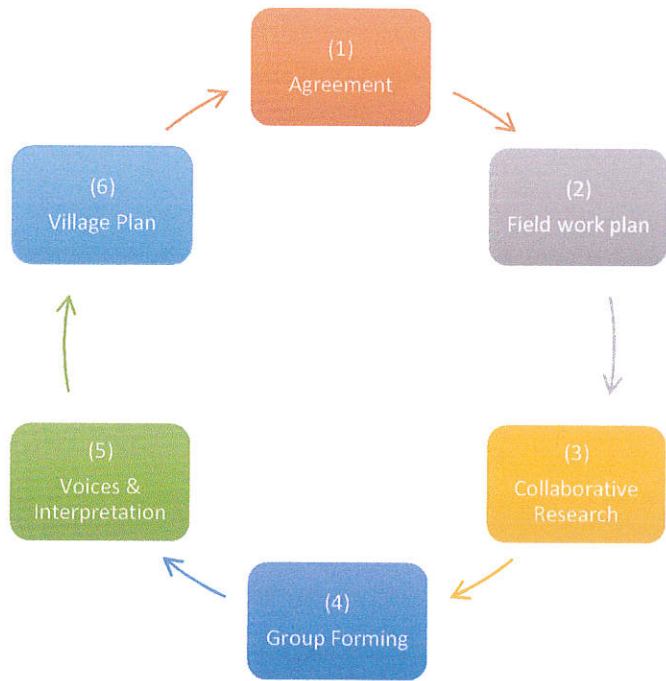 (1)
Agreement
(2)
Field work plan
(3)
Collaborative
Research
(4)
Group Forming
(5)
Voices &
Interpretation
(6)
Village Plan